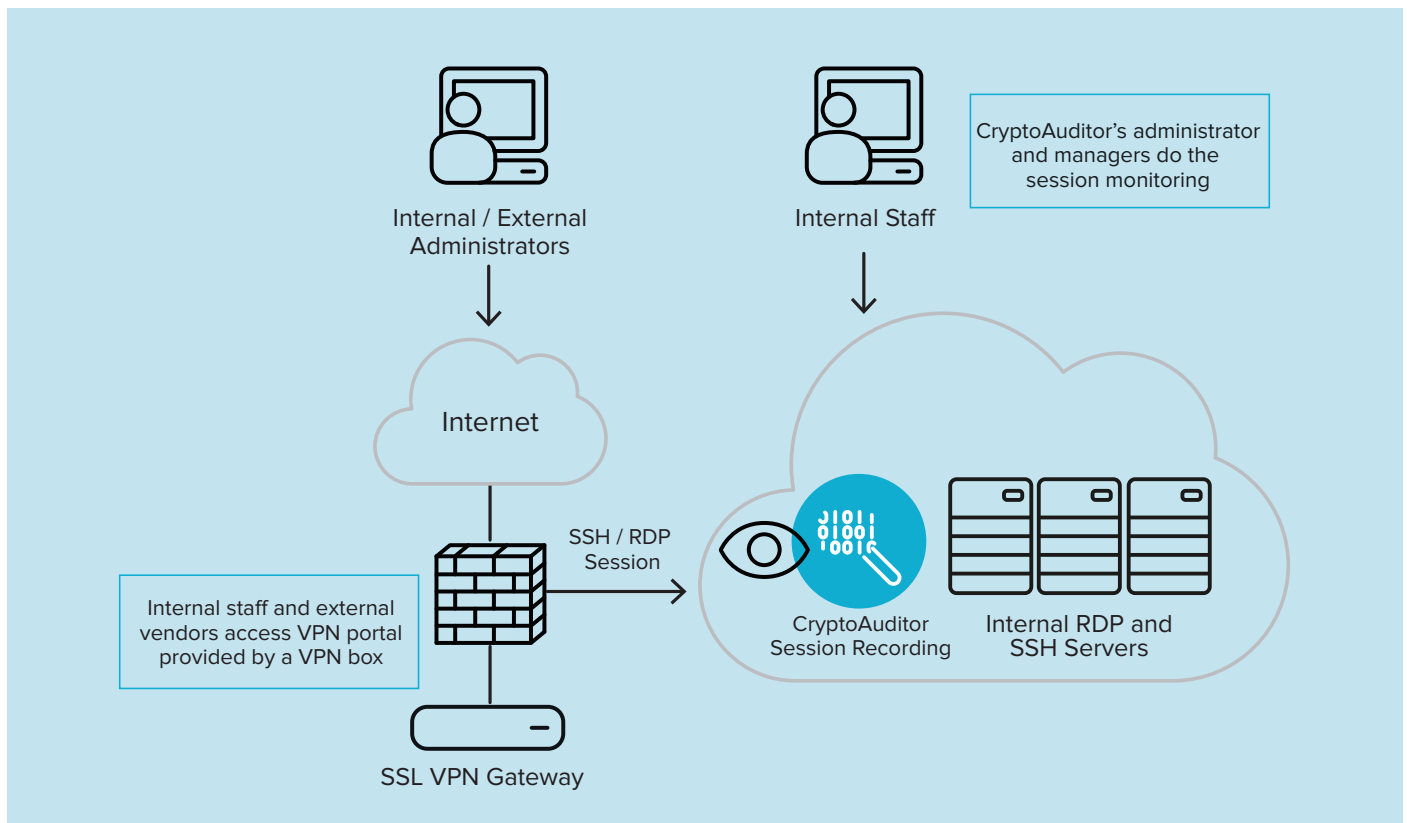 CryptoAuditor's administrator
and managers do the
session monitoring
Internal / External
Administrators
Internal Staff
Internet
SSH / RDP
Session
Internal staff and external
vendors access VPN portal
provided by a VPN box
CryptoAuditor
Session Recording
Internal RDP and
SSH Servers
SSL VPN Gateway